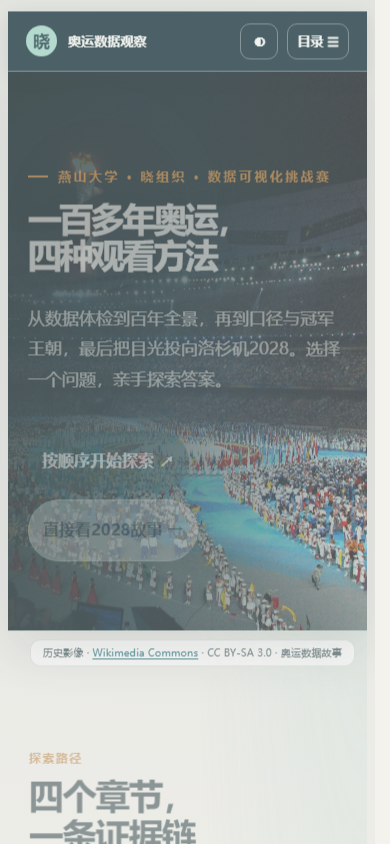 晓 奥运数据观察 目录
燕山大学 • 晓组织 • 数据可视化挑战赛
一百多年奥运，
四种观看方法
从数据体检到百年全景，再到口径与冠军
王朝，最后把目光投向洛杉矶2028。选择
一个问题，亲手探索答案。
按顺序开始探索 ↗
直接看2028故事 →
历史影像 · Wikimedia Commons · CC BY-SA 3.0 · 奥运数据故事
探索路径
四个章节，
一条证据链